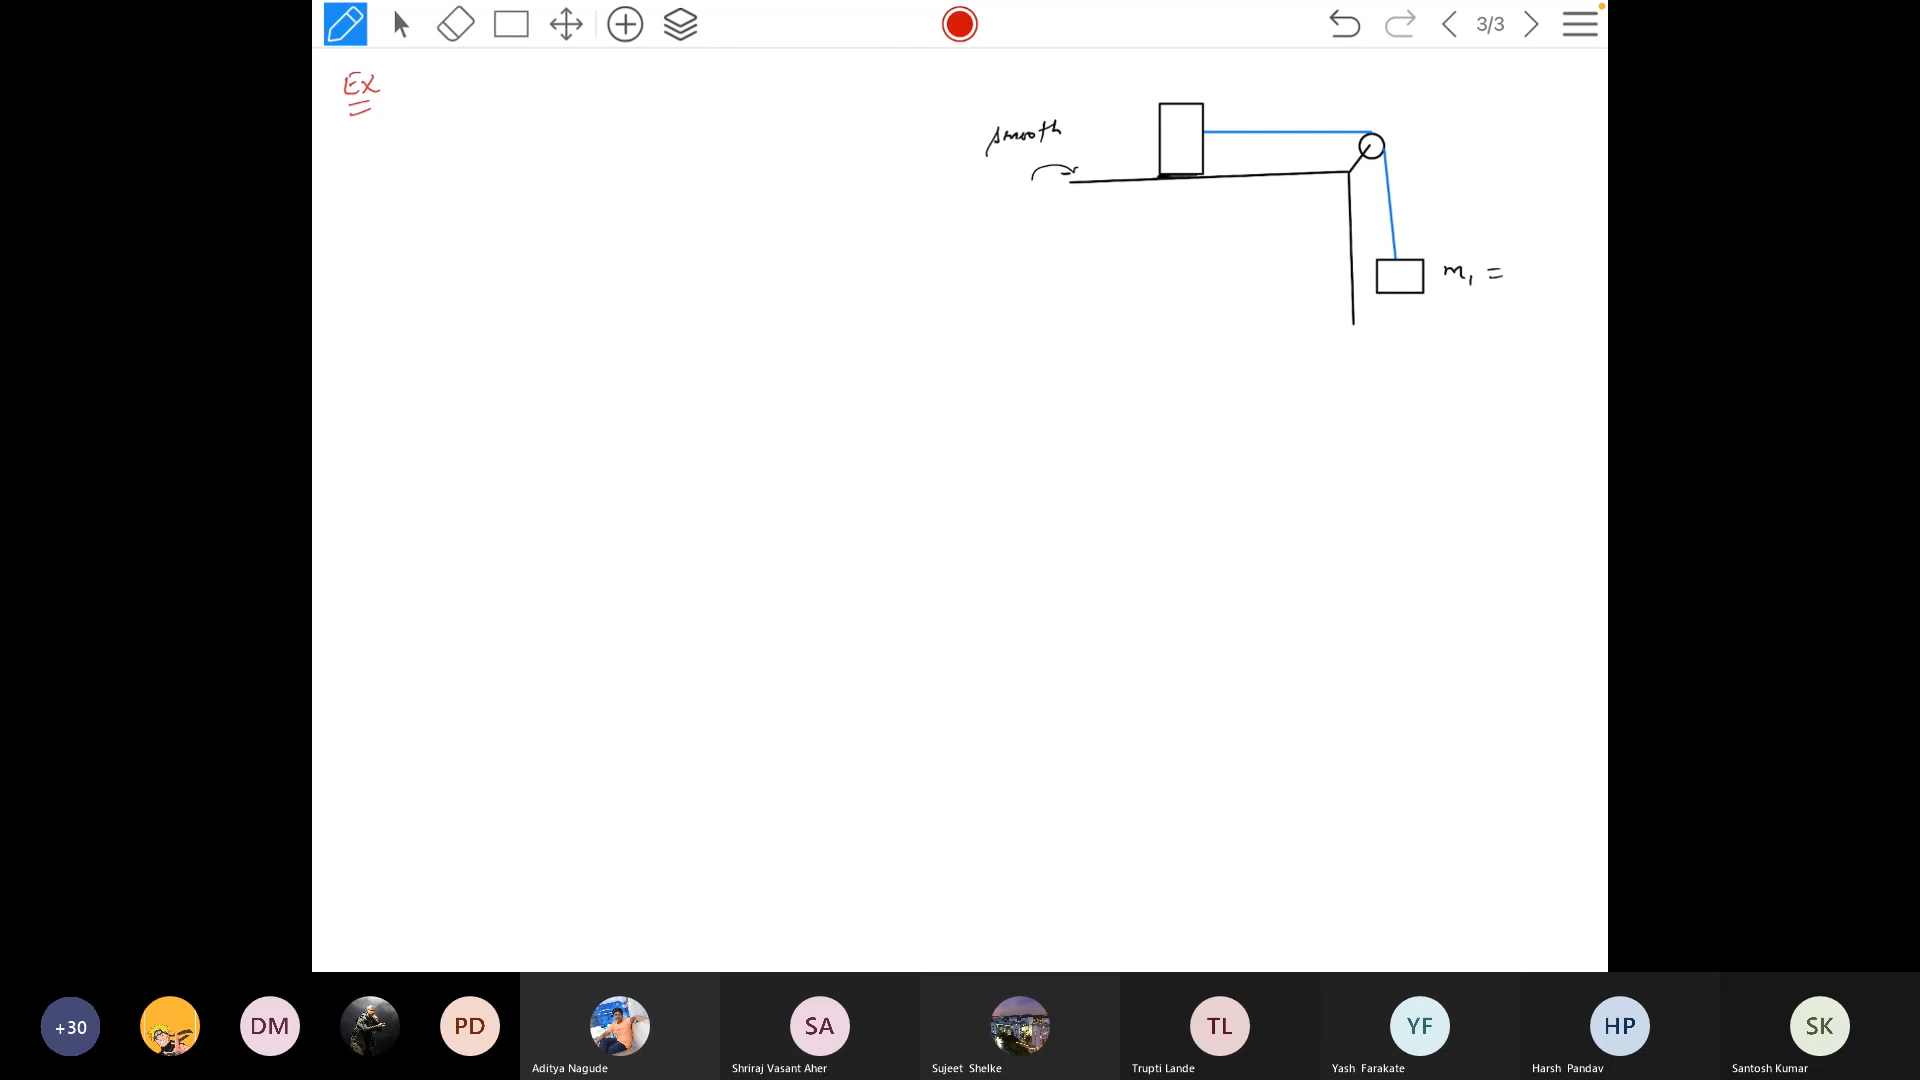 3/3
EX
smooth
m₁ =
+30
DM
PD
SA
TL
YF
HP
SK
Aditya Nagude
Shriraj Vasant Aher
Sujeet Shelke
Trupti Lande
Yash Farakate
Harsh Pandav
Santosh Kumar